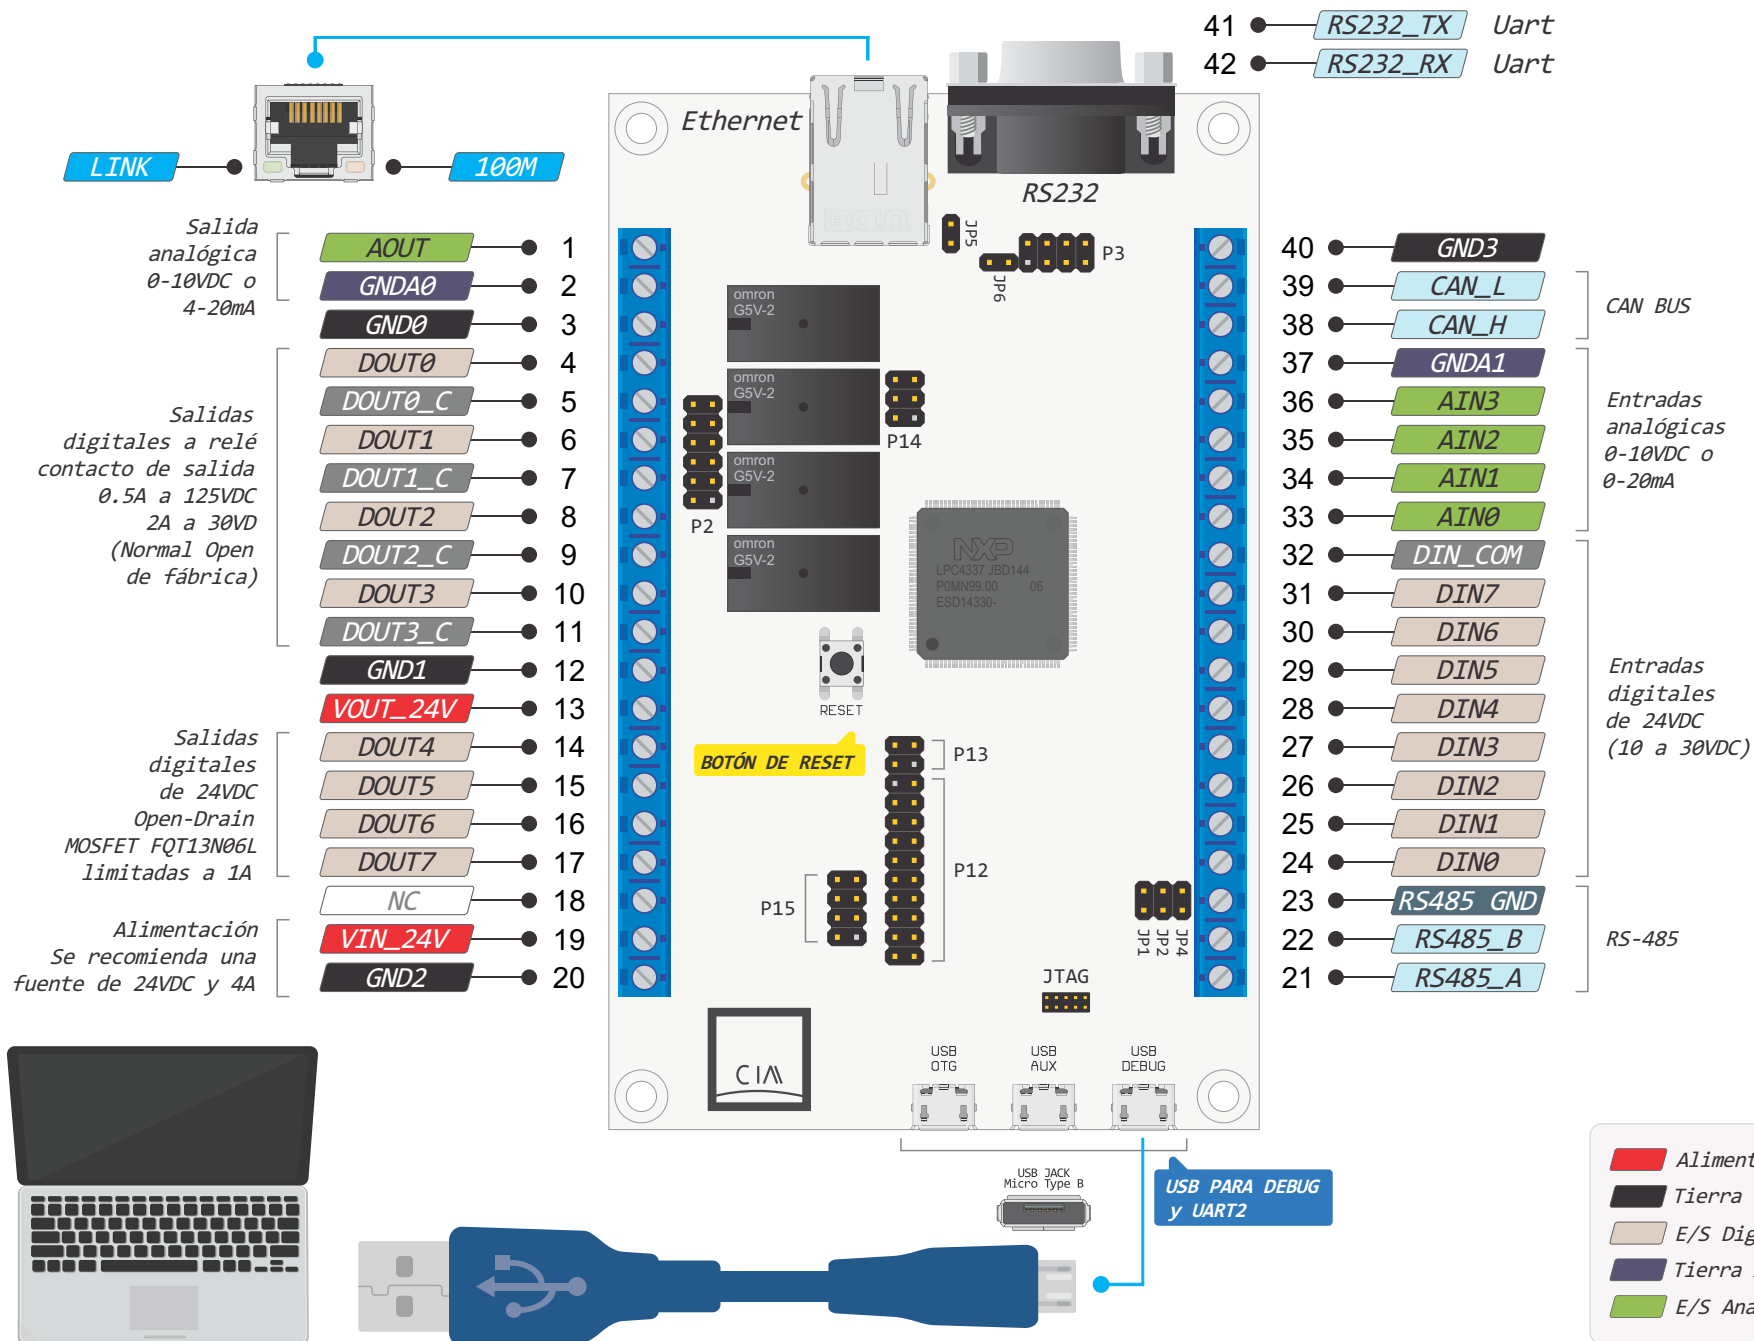 41 RS232_TX Uart
42 RS232_RX Uart
Ethernet
RS232
LINK
100M
Salida
analógica
0-10VDC o
4-20mA
AOUT 1
GNDA0 2
GND0 3
DOUT0 4
DOUT0_C 5
DOUT1 6
DOUT1_C 7
DOUT2 8
DOUT2_C 9
DOUT3 10
DOUT3_C 11
GND1 12
VOUT_24V 13
DOUT4 14
DOUT5 15
DOUT6 16
DOUT7 17
NC 18
VIN_24V 19
GND2 20
Salidas
digitales a relé
contacto de salida
0.5A a 125VDC
2A a 30VD
(Normal Open
de fábrica)
Salidas
digitales
de 24VDC
Open-Drain
MOSFET FQT13N06L
limitadas a 1A
Alimentación
Se recomienda una
fuente de 24VDC y 4A
JP5
JP6
P3
omron
G5V-2
omron
G5V-2
omron
G5V-2
omron
G5V-2
P14
P2
NXP
LPC4337 JBD144
P0MN99.00 06
ESD14330-
RESET
BOTÓN DE RESET
P13
P12
P15
JP1
JP2
JP4
JTAG
CIAA
USB
OTG
USB
AUX
USB
DEBUG
USB JACK
Micro Type B
USB PARA DEBUG
y UART2
40 GND3
39 CAN_L
38 CAN_H
37 GNDA1
36 AIN3
35 AIN2
34 AIN1
33 AIN0
32 DIN_COM
31 DIN7
30 DIN6
29 DIN5
28 DIN4
27 DIN3
26 DIN2
25 DIN1
24 DIN0
23 RS485 GND
22 RS485_B
21 RS485_A
CAN BUS
Entradas
analógicas
0-10VDC o
0-20mA
Entradas
digitales
de 24VDC
(10 a 30VDC)
RS-485
Aliment
Tierra
E/S Dig
Tierra
E/S Ana